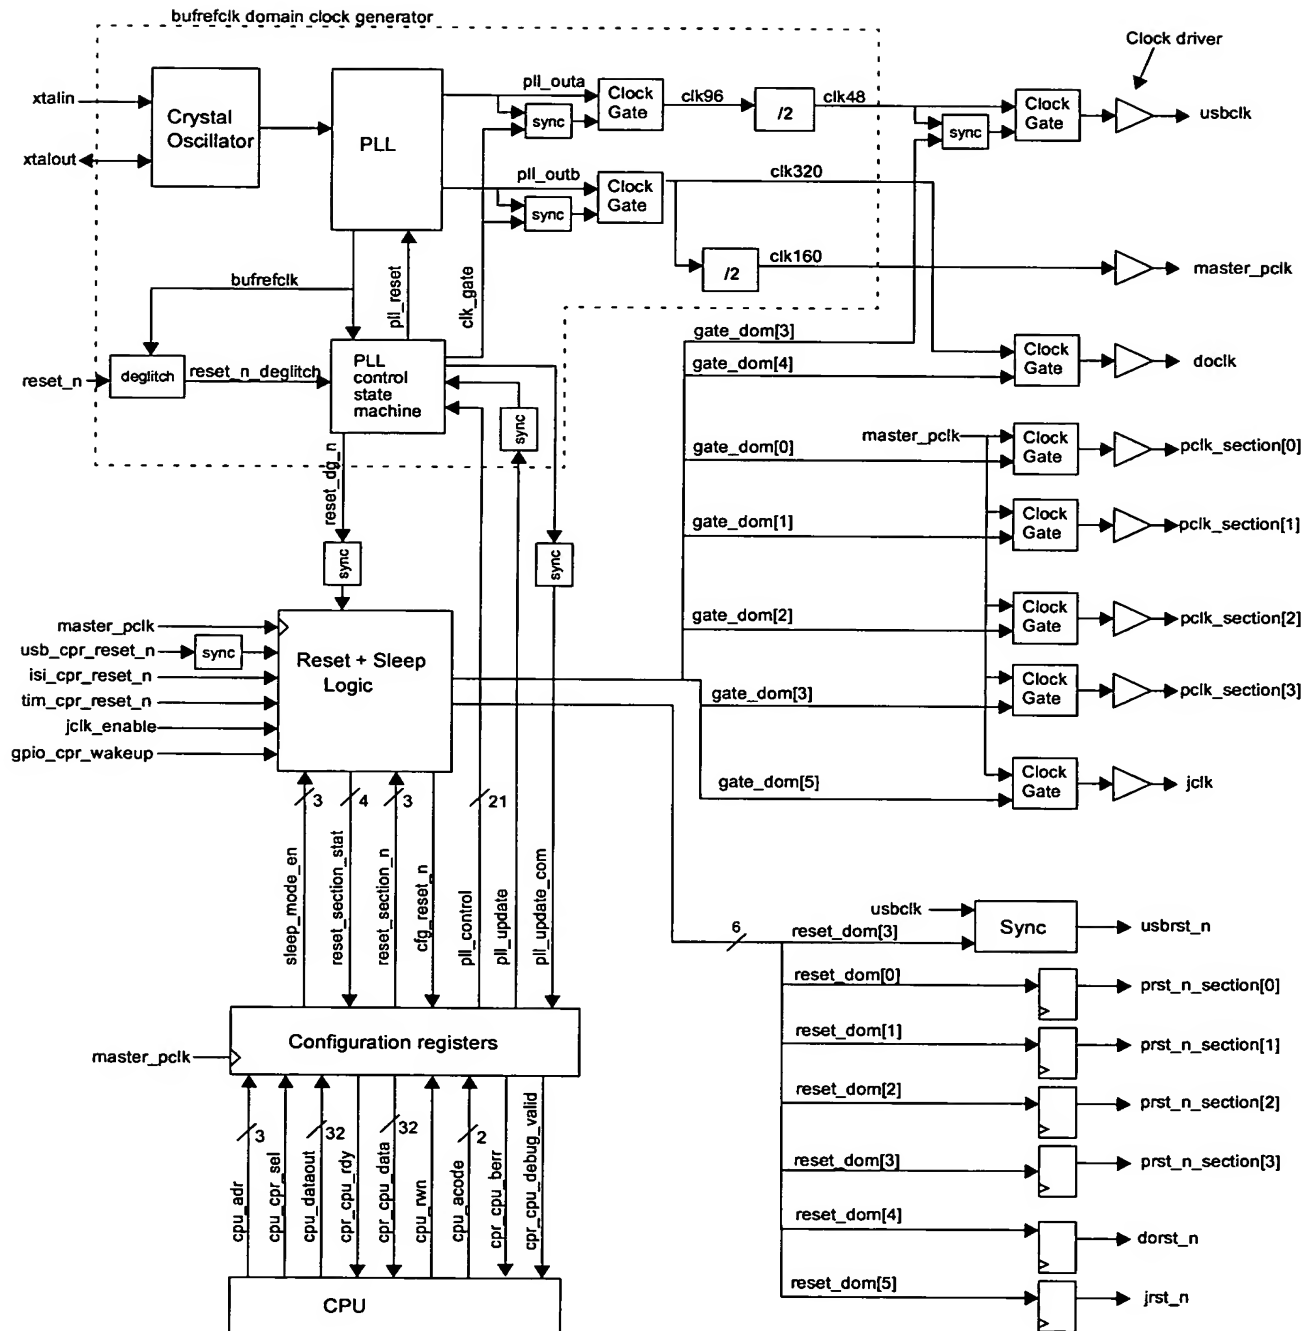 bufrefclk domain clock generator
Clock driver
xtalin
Crystal
Oscillator
xtalout
PLL
pll_outa
sync
Clock
Gate
clk96
/2
clk48
sync
Clock
Gate
usbclk
pll_outb
sync
Clock
Gate
clk320
/2
clk160
master_pclk
bufrefclk
pll_reset
clk_gate
reset_n
deglitch
reset_n_deglitch
PLL
control
state
machine
sync
gate_dom[3]
gate_dom[4]
Clock
Gate
doclk
master_pclk
gate_dom[0]
Clock
Gate
pclk_section[0]
gate_dom[1]
Clock
Gate
pclk_section[1]
reset_dg_n
sync
sync
gate_dom[2]
Clock
Gate
pclk_section[2]
master_pclk
usb_cpr_reset_n
sync
isi_cpr_reset_n
tim_cpr_reset_n
jclk_enable
gpio_cpr_wakeup
Reset + Sleep
Logic
gate_dom[3]
Clock
Gate
pclk_section[3]
gate_dom[5]
Clock
Gate
jclk
3
4
3
21
sleep_mode_en
reset_section_stat
reset_section_n
cfg_reset_n
pll_control
pll_update
pll_update_com
6
usbclk
reset_dom[3]
Sync
usbrst_n
reset_dom[0]
prst_n_section[0]
reset_dom[1]
prst_n_section[1]
reset_dom[2]
prst_n_section[2]
reset_dom[3]
prst_n_section[3]
reset_dom[4]
dorst_n
reset_dom[5]
jrst_n
master_pclk
Configuration registers
3
32
32
2
cpu_adr
cpu_cpr_sel
cpu_dataout
cpr_cpu_rdy
cpr_cpu_data
cpu_rwn
cpu_acode
cpr_cpu_berr
cpr_cpu_debug_valid
CPU